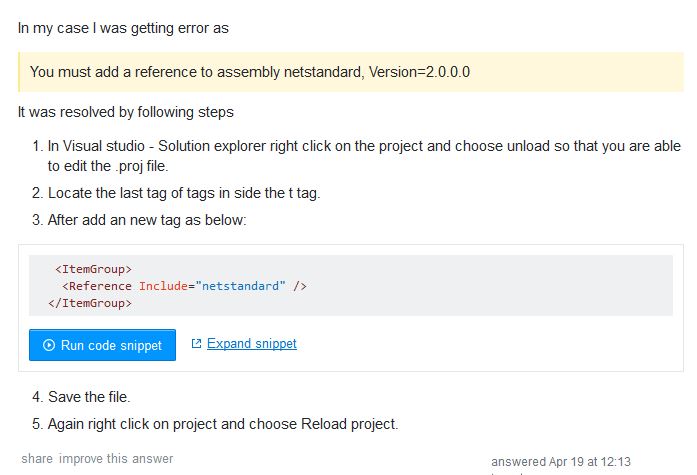 In my case I was getting error as
You must add a reference to assembly netstandard, Version=2.0.0.0
It was resolved by following steps
1. In Visual studio - Solution explorer right click on the project and choose unload so that you are able
to edit the .proj file.
2. Locate the last tag of tags in side the t tag.
3. After add an new tag as below:
<ItemGroup>
<Reference Include="netstandard" />
</ItemGroup>
Run code snippet Expand snippet
4. Save the file.
5. Again right click on project and choose Reload project.
share improve this answer
answered Apr 19 at 12:13